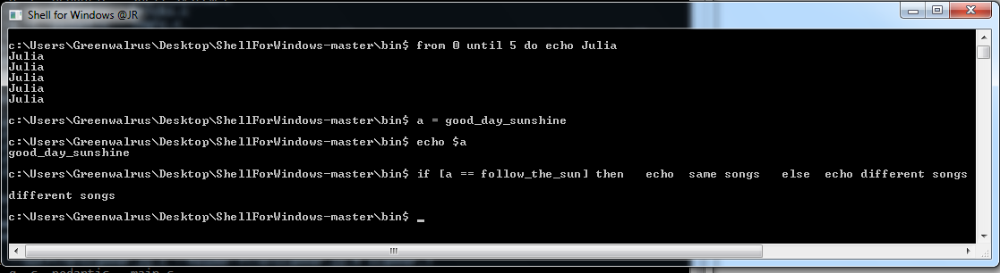 Shell for Windows @JR
c:\Users\Greenwalrus\Desktop\ShellForWindows-master\bin$ from 0 until 5 do echo Julia
Julia
Julia
Julia
Julia
Julia
c:\Users\Greenwalrus\Desktop\ShellForWindows-master\bin$ a = good_day_sunshine
c:\Users\Greenwalrus\Desktop\ShellForWindows-master\bin$ echo $a
good_day_sunshine
c:\Users\Greenwalrus\Desktop\ShellForWindows-master\bin$ if [a == follow_the_sun] then   echo  same songs   else  echo different songs
different songs
c:\Users\Greenwalrus\Desktop\ShellForWindows-master\bin$ _